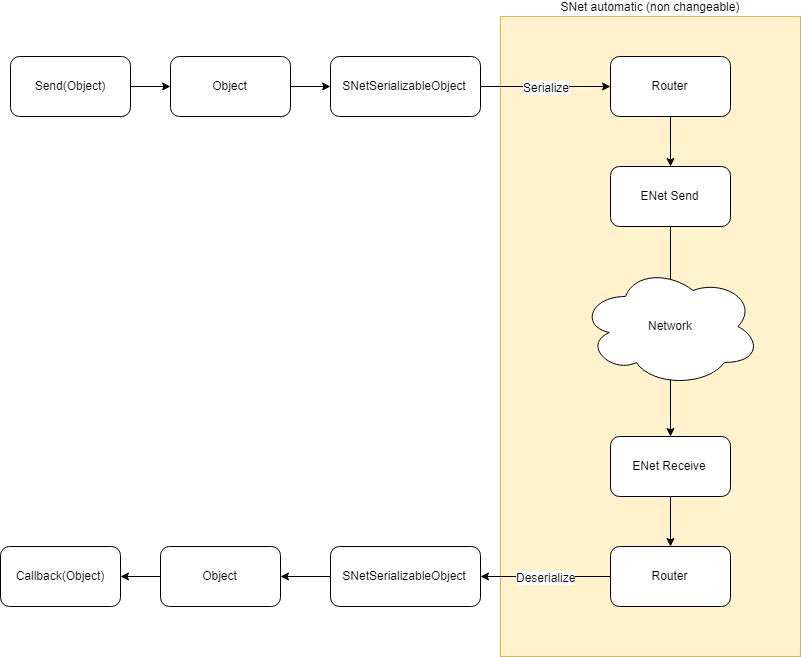 SNet automatic (non changeable)
Send(Object)
Object
SNetSerializableObject
Serialize
Router
ENet Send
Network
ENet Receive
Callback(Object)
Object
SNetSerializableObject
Deserialize
Router